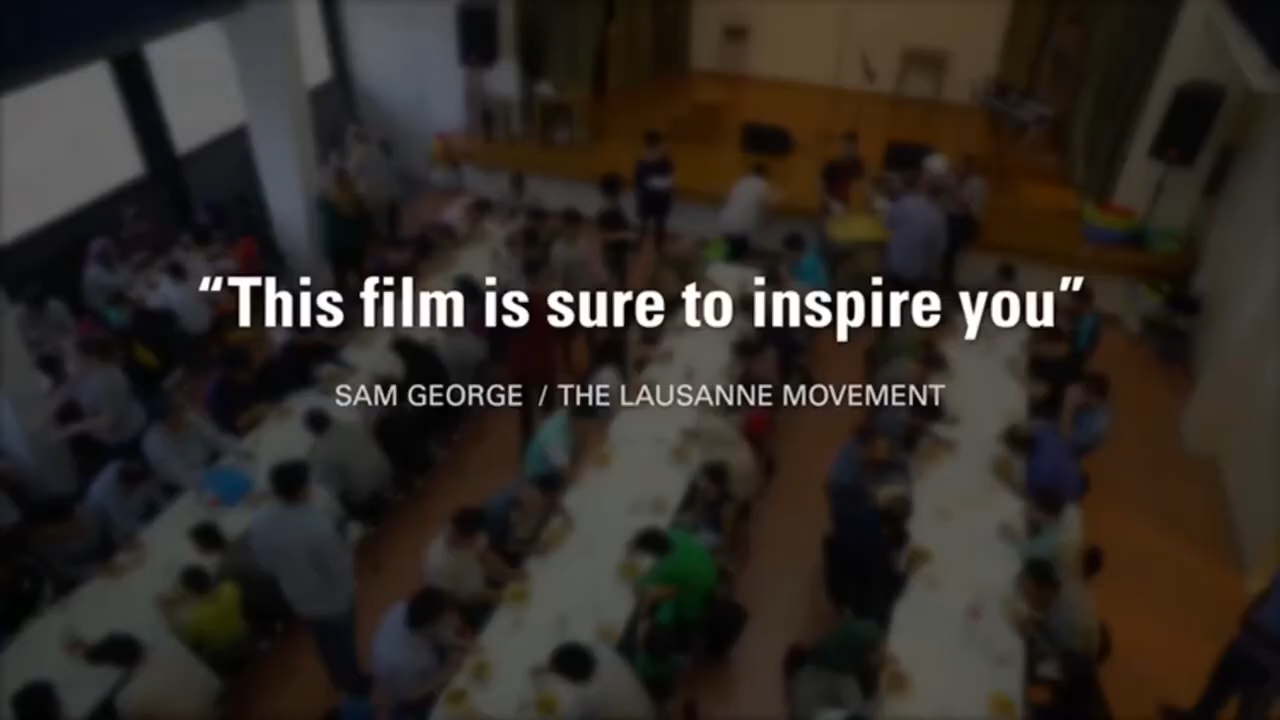 “This film is sure to inspire you”
SAM GEORGE / THE LAUSANNE MOVEMENT